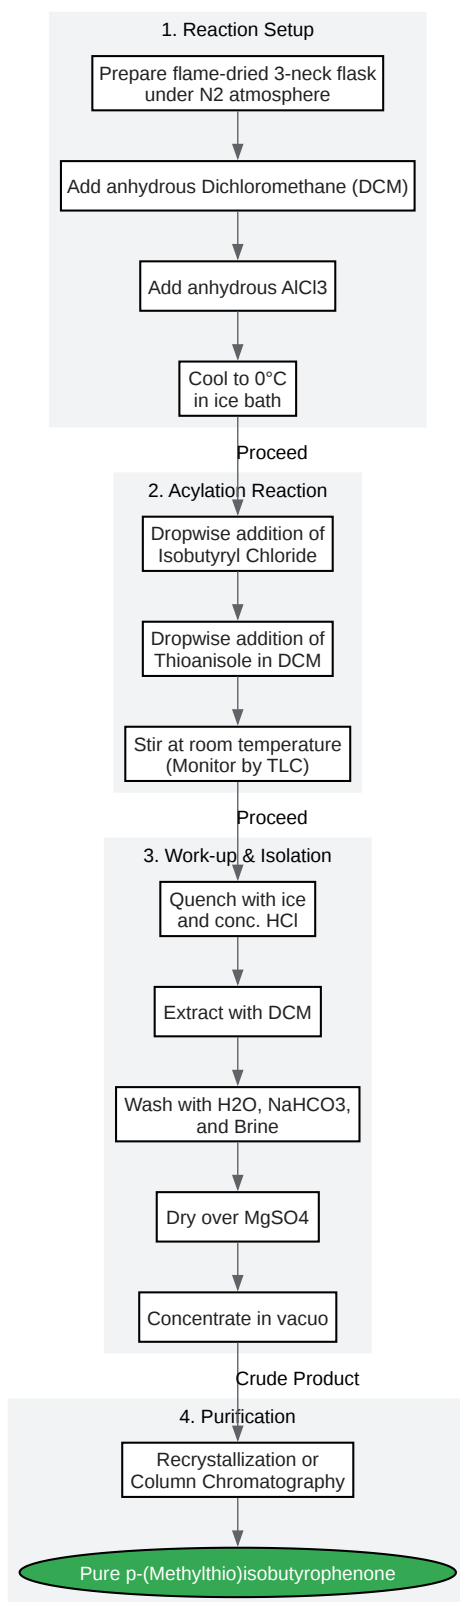 1. Reaction Setup
Prepare flame-dried 3-neck flask
under N2 atmosphere
Add anhydrous Dichloromethane (DCM)
Add anhydrous AlCl3
Cool to 0°C
in ice bath
Proceed
2. Acylation Reaction
Dropwise addition of
Isobutyryl Chloride
Dropwise addition of
Thioanisole in DCM
Stir at room temperature
(Monitor by TLC)
Proceed
3. Work-up & Isolation
Quench with ice
and conc. HCl
Extract with DCM
Wash with H2O, NaHCO3,
and Brine
Dry over MgSO4
Concentrate in vacuo
Crude Product
4. Purification
Recrystallization or
Column Chromatography
Pure p-(Methylthio)isobutyrophenone